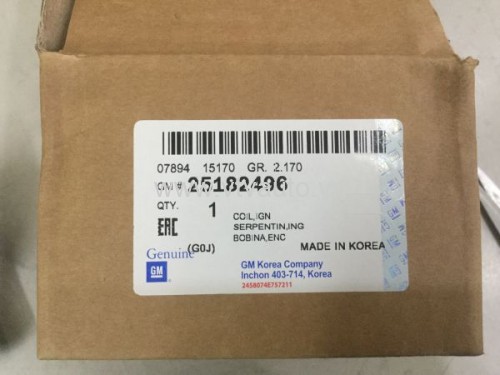 07894 15170 GR. 2.170
GM # 25182496
QTY. 1
COIL,IGN
SERPENTIN,ING
BOBINA,ENC
EAC
(G0J)
MADE IN KOREA
Genuine
GM
GM Korea Company
Inchon 403-714, Korea
2458074E757211